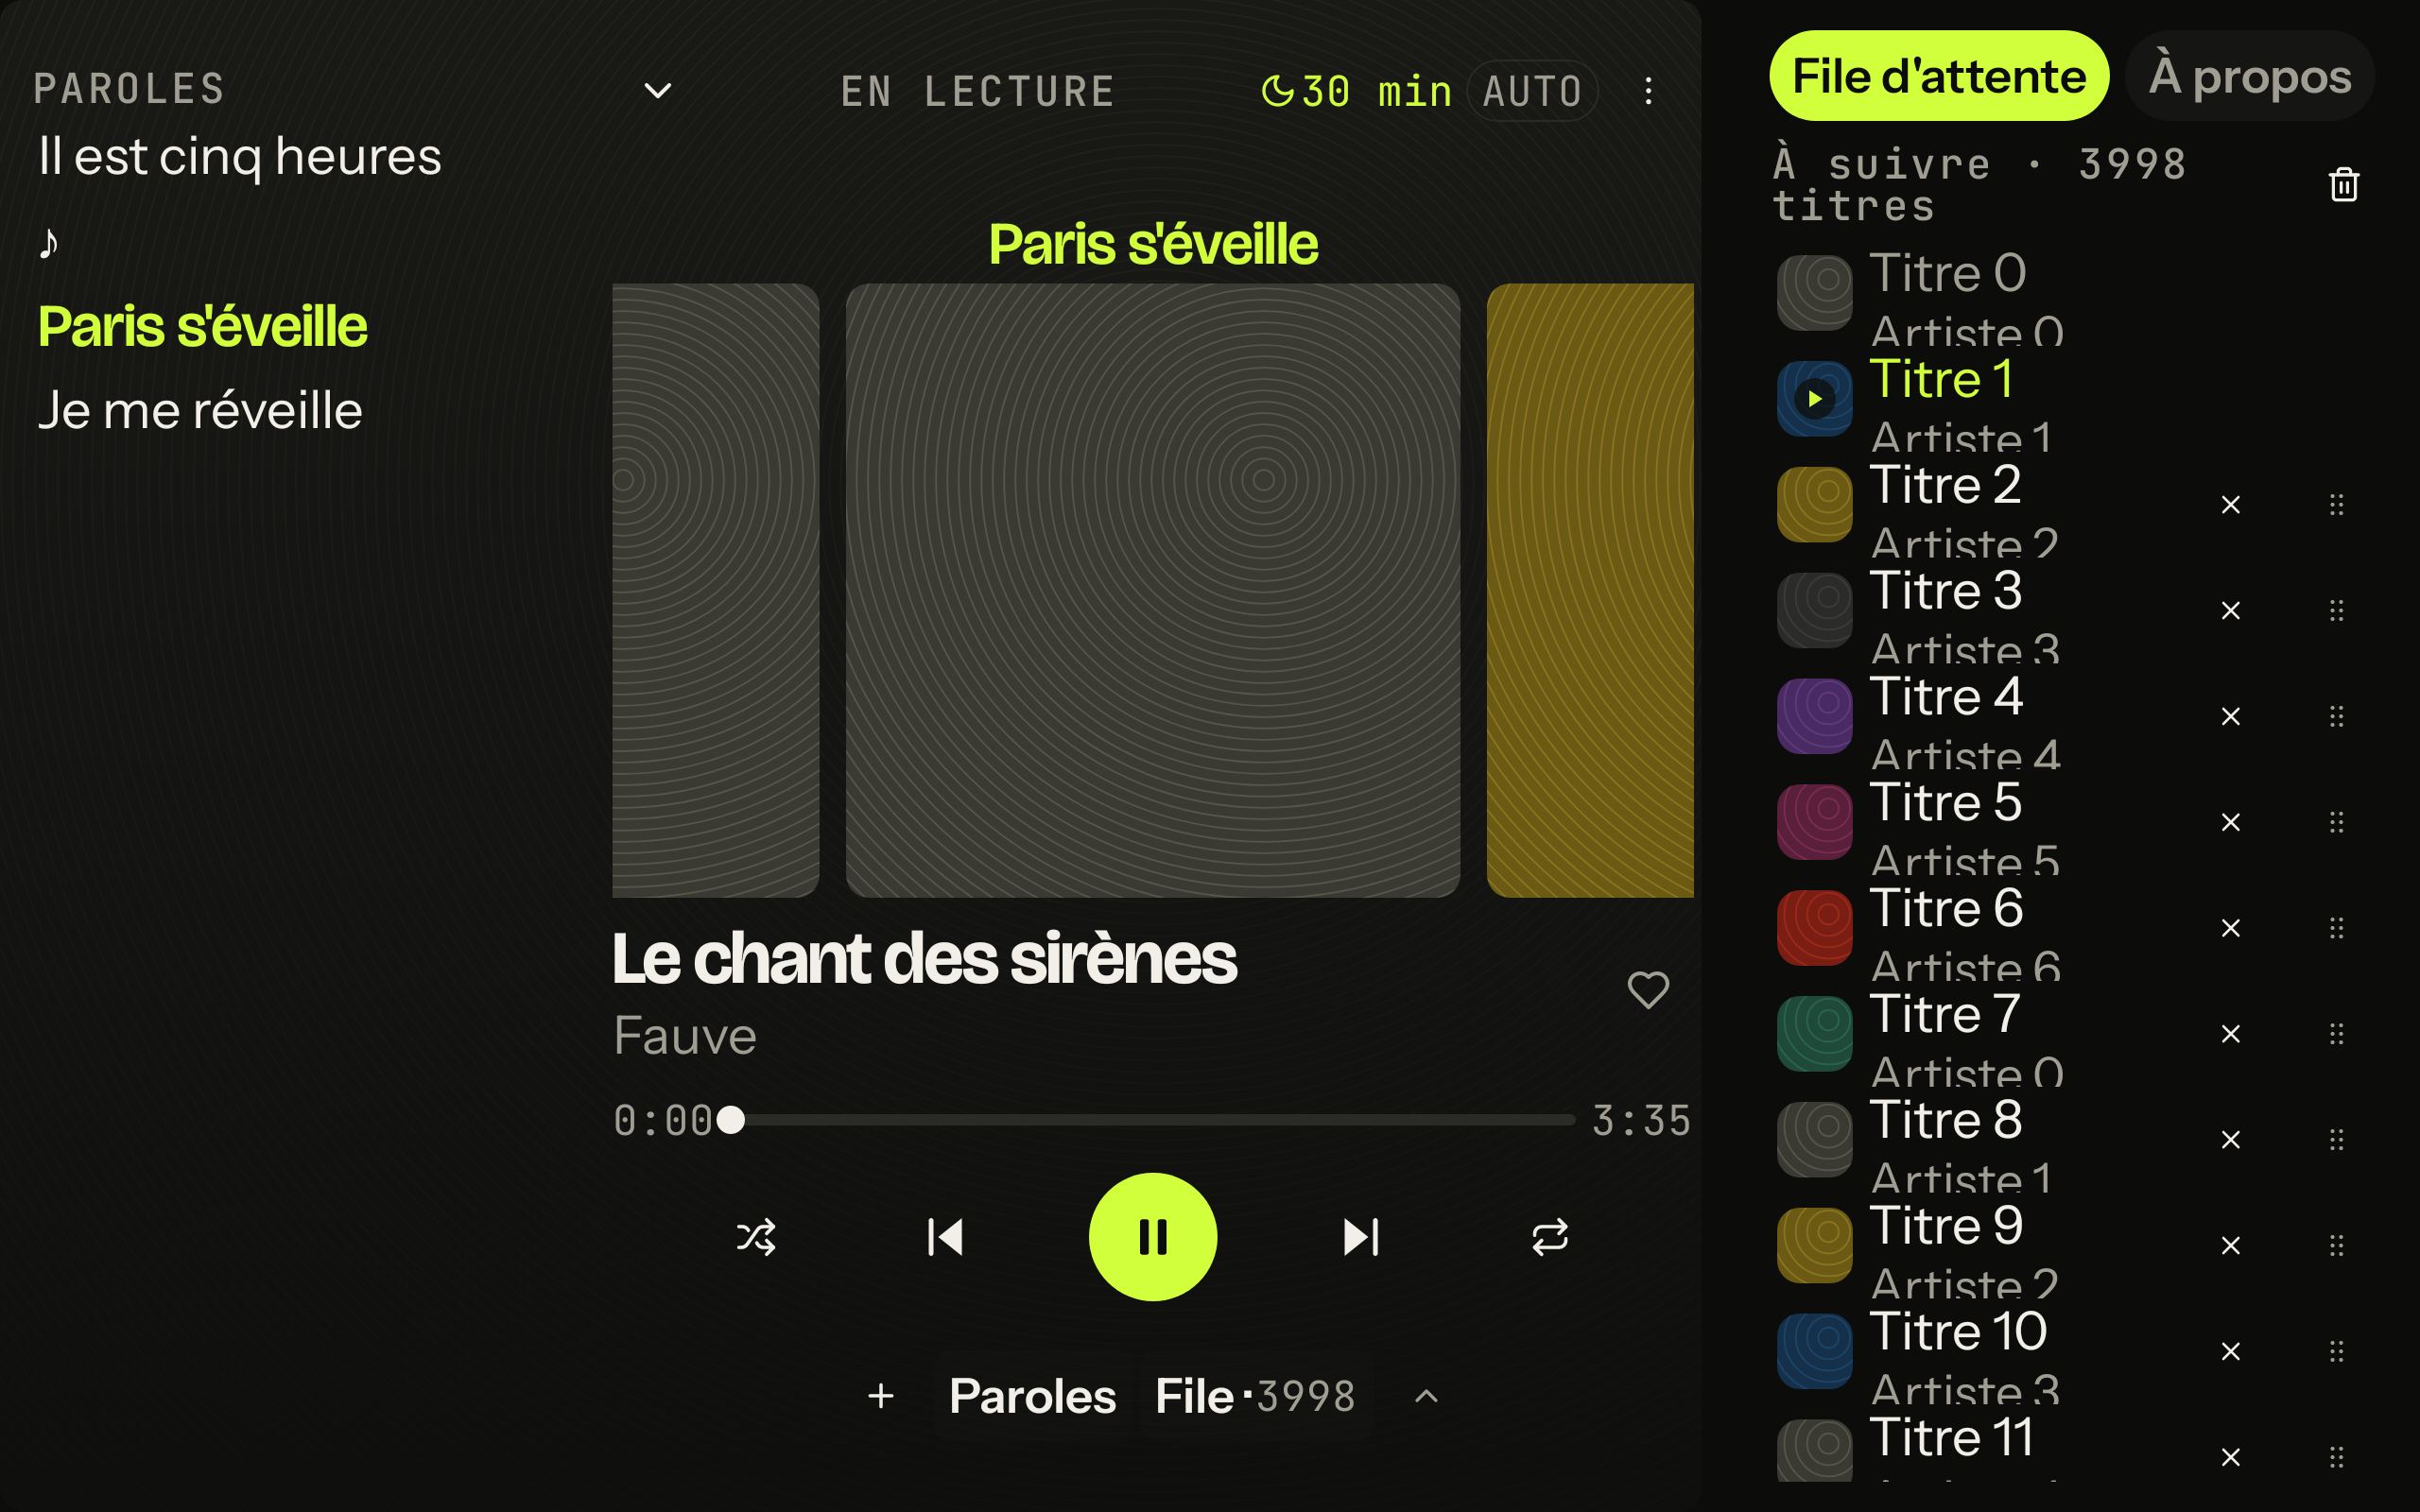 PAROLES
Il est cinq heures
♪
Paris s'éveille
Je me réveille
EN LECTURE
30 min
AUTO
Paris s'éveille
Le chant des sirènes
Fauve
0:00
3:35
Paroles
File · 3998
File d'attente
À propos
À suivre · 3998
titres
Titre 0
Artiste 0
Titre 1
Artiste 1
Titre 2
Artiste 2
Titre 3
Artiste 3
Titre 4
Artiste 4
Titre 5
Artiste 5
Titre 6
Artiste 6
Titre 7
Artiste 0
Titre 8
Artiste 1
Titre 9
Artiste 2
Titre 10
Artiste 3
Titre 11